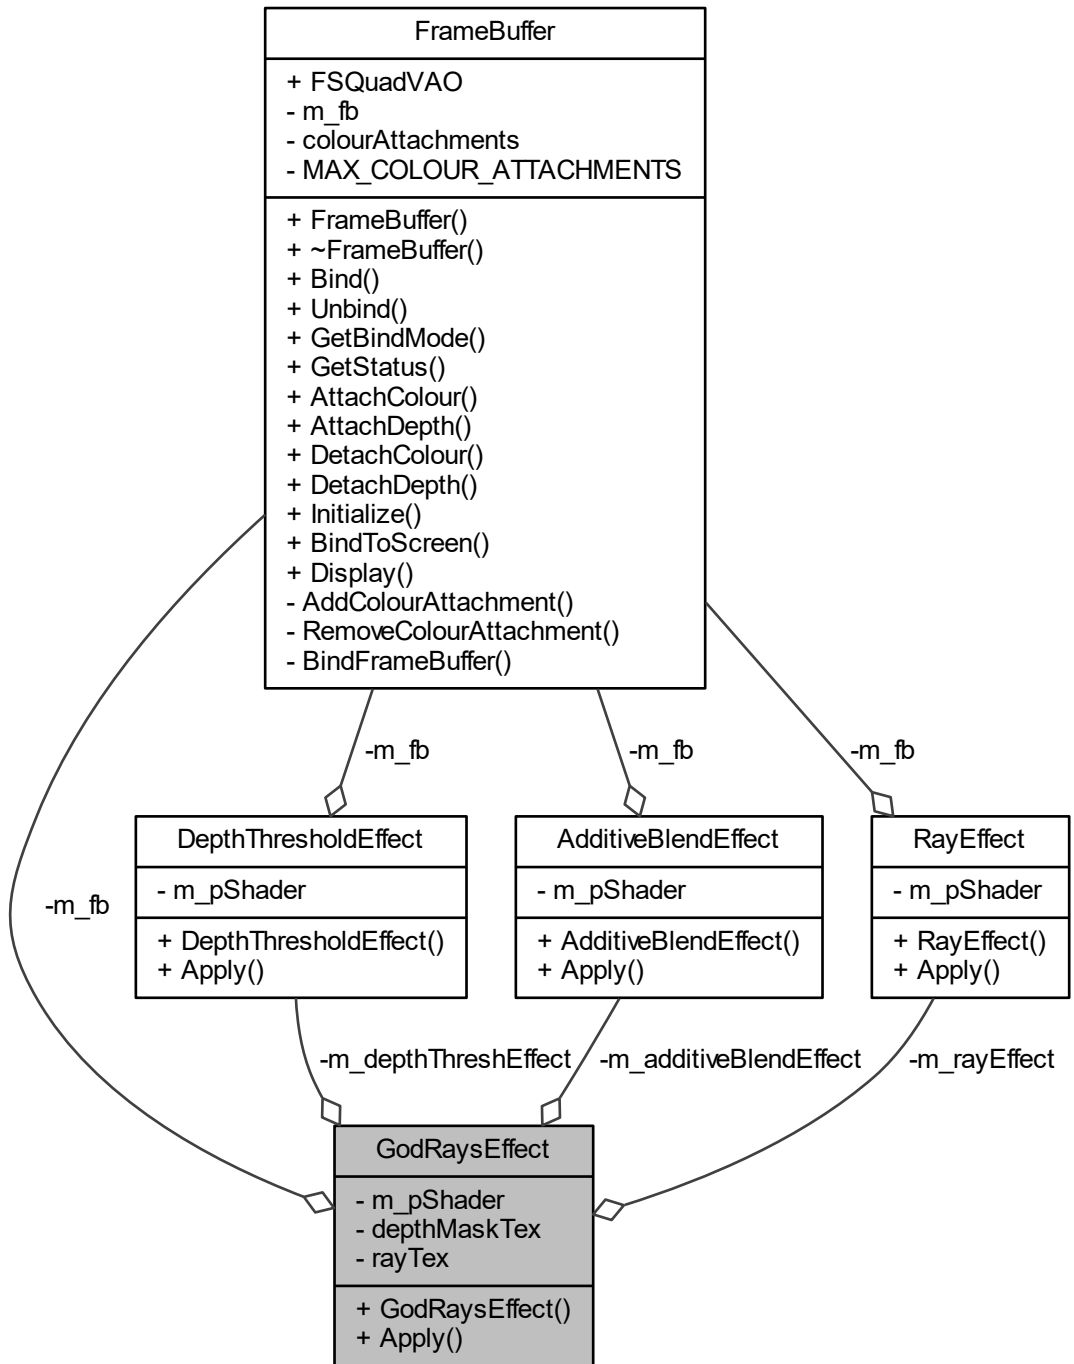 FrameBuffer
+ FSQuadVAO
- m_fb
- colourAttachments
- MAX_COLOUR_ATTACHMENTS
+ FrameBuffer()
+ ~FrameBuffer()
+ Bind()
+ Unbind()
+ GetBindMode()
+ GetStatus()
+ AttachColour()
+ AttachDepth()
+ DetachColour()
+ DetachDepth()
+ Initialize()
+ BindToScreen()
+ Display()
- AddColourAttachment()
- RemoveColourAttachment()
- BindFrameBuffer()
-m_fb
-m_fb
-m_fb
-m_fb
DepthThresholdEffect
- m_pShader
+ DepthThresholdEffect()
+ Apply()
AdditiveBlendEffect
- m_pShader
+ AdditiveBlendEffect()
+ Apply()
RayEffect
- m_pShader
+ RayEffect()
+ Apply()
-m_depthThreshEffect
-m_additiveBlendEffect
-m_rayEffect
GodRaysEffect
- m_pShader
- depthMaskTex
- rayTex
+ GodRaysEffect()
+ Apply()